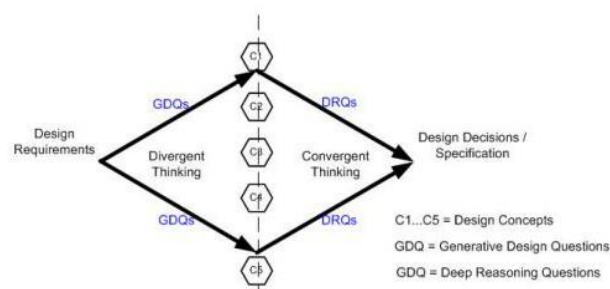 C1
GDQs
DRQs
C2
Design
Requirements
Divergent
Thinking
C3
Convergent
Thinking
Design Decisions /
Specification
C4
GDQs
DRQs
C5
C1...C5 = Design Concepts
GDQ = Generative Design Questions
GDQ = Deep Reasoning Questions